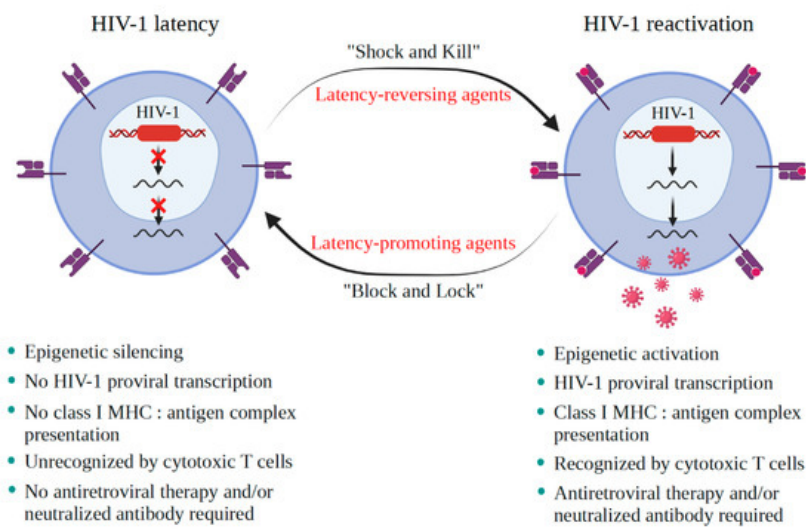 HIV-1 latency
HIV-1 reactivation
"Shock and Kill"
Latency-reversing agents
HIV-1
HIV-1
Latency-promoting agents
"Block and Lock"
• Epigenetic silencing
• No HIV-1 proviral transcription
• No class I MHC : antigen complex
presentation
• Unrecognized by cytotoxic T cells
• No antiretroviral therapy and/or
neutralized antibody required
• Epigenetic activation
• HIV-1 proviral transcription
• Class I MHC : antigen complex
presentation
• Recognized by cytotoxic T cells
• Antiretroviral therapy and/or
neutralized antibody required